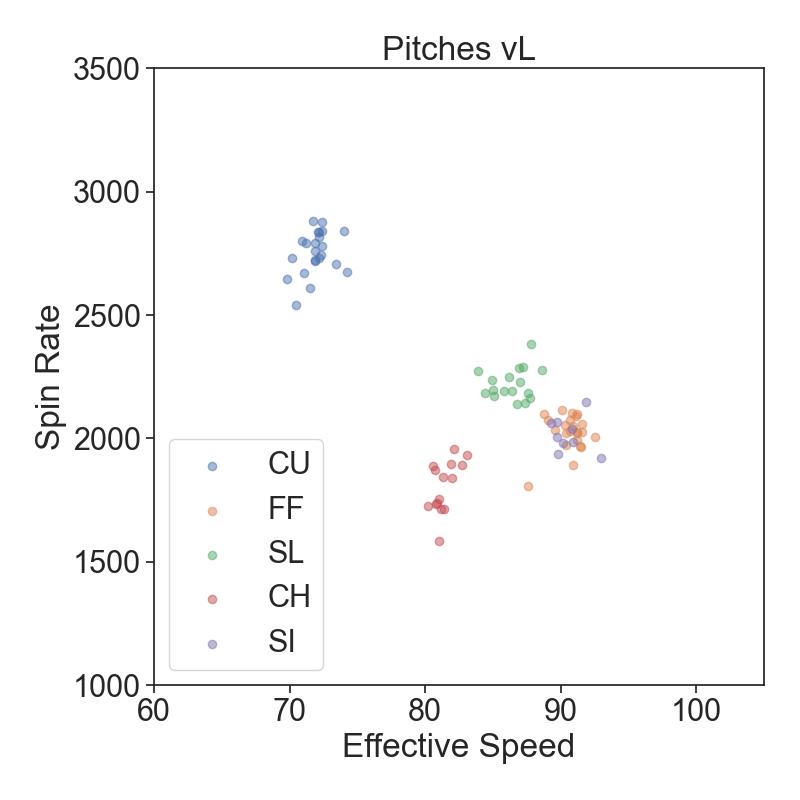 Pitches vL
3500
3000
2500
2000
1500
1000
Spin Rate
CU
FF
SL
CH
SI
60 70 80 90 100
Effective Speed